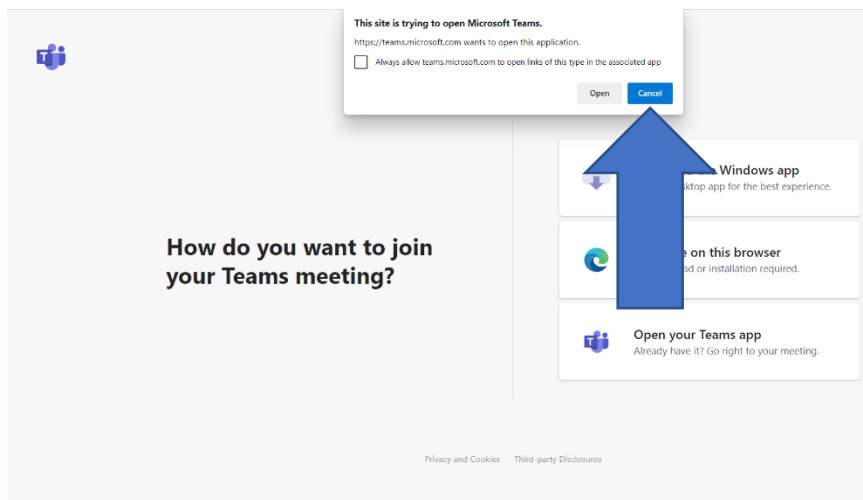 This site is trying to open Microsoft Teams.
https://teams.microsoft.com wants to open this application.
Always allow teams.microsoft.com to open links of this type in the associated app
Open
Cancel
How do you want to join
your Teams meeting?
Windows app
app for the best experience.
on this browser
or installation required.
Open your Teams app
Already have it? Go right to your meeting.
Privacy and Cookies Third-party Disclosures